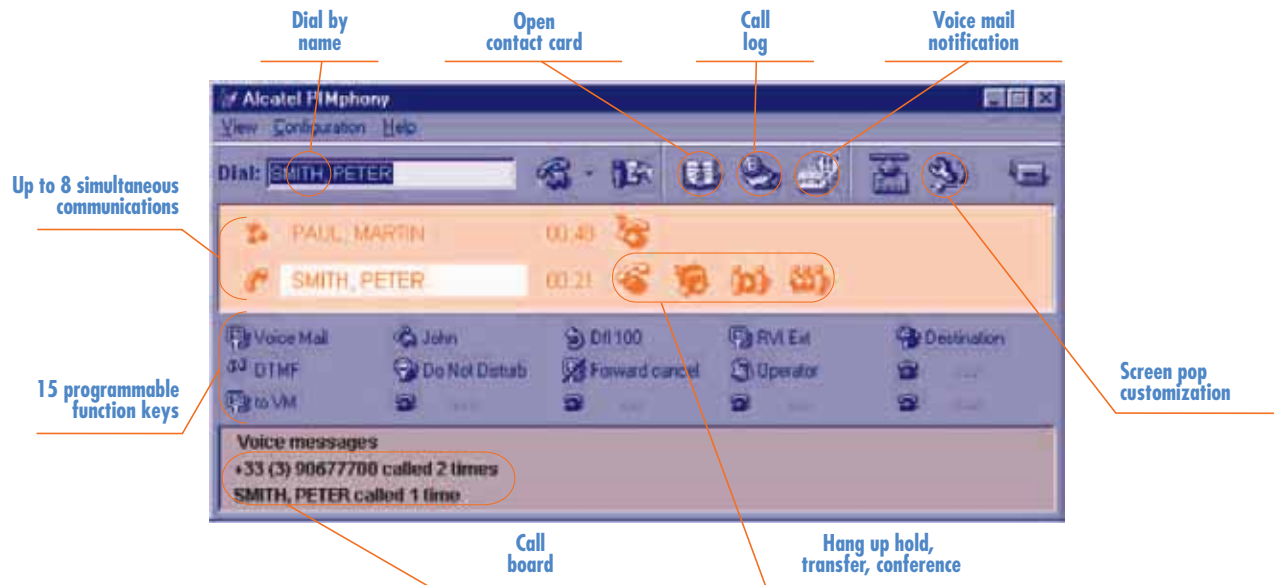 Dial by
name
Open
contact card
Call
log
Voice mail
notification
Alcatel PIMphony
View Configuration Help
Dial: SMITH, PETER
Up to 8 simultaneous
communications
PAUL, MARTIN 00:48
SMITH, PETER 00:21
15 programmable
function keys
Voice Mail John Dfl 100 RVI Ext Destination
DTMF Do Not Disturb Forward cancel Operator ....
to VM .... .... .... ....
Screen pop
customization
Voice messages
+33 (3) 90677700 called 2 times
SMITH, PETER called 1 time
Call
board
Hang up hold,
transfer, conference